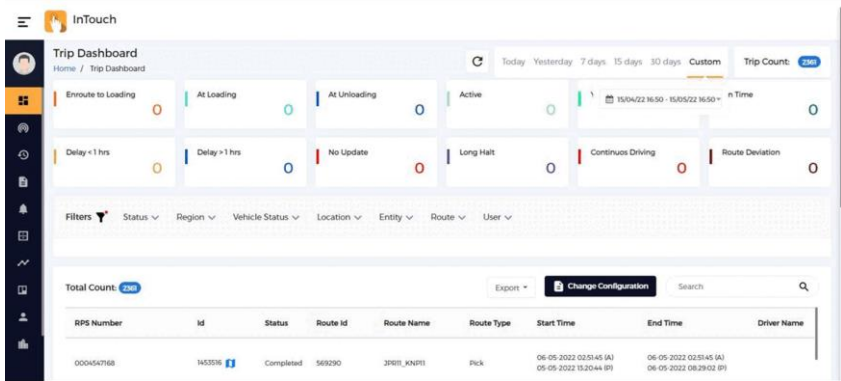 InTouch
Trip Dashboard
Home / Trip Dashboard
Today Yesterday 7 days 15 days 30 days Custom
Trip Count: 2361
Enroute to Loading
0
At Loading
0
At Unloading
0
Active
0
15/04/22 16:50 - 15/05/22 16:50
n Time
0
Delay < 1 hrs
0
Delay > 1 hrs
0
No Update
0
Long Halt
0
Continuos Driving
0
Route Deviation
0
Filters Status Region Vehicle Status Location Entity Route User
Total Count: 2361
Export Change Configuration Search
RPS Number Id Status Route Id Route Name Route Type Start Time End Time Driver Name
0004547168 1453516 Completed 569290 JPR11_KNP11 Pick 06-05-2022 02:51:45 (A) 06-05-2022 02:51:45 (A)
05-05-2022 15:20:44 (P) 06-05-2022 08:29:02 (P)